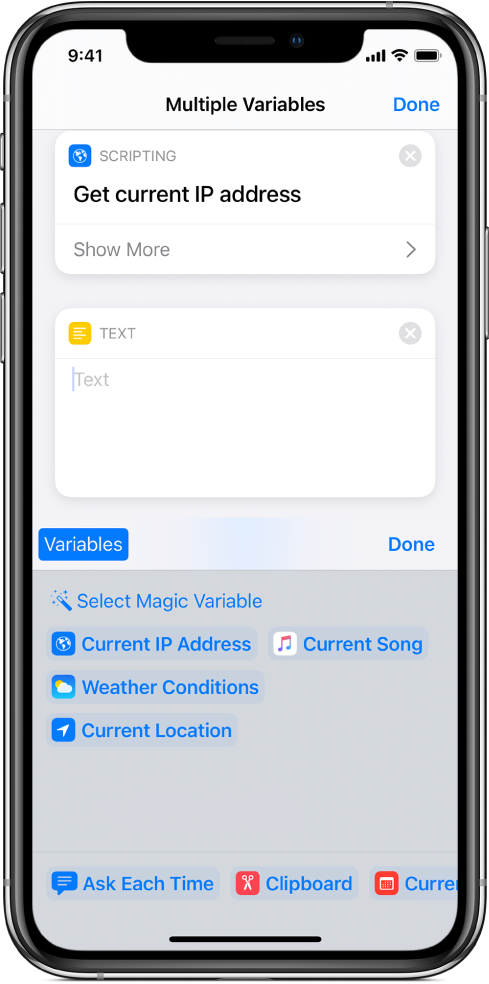 9:41
Multiple Variables Done
SCRIPTING
Get current IP address
Show More
TEXT
Text
Variables Done
Select Magic Variable
Current IP Address Current Song
Weather Conditions
Current Location
Ask Each Time Clipboard Curre